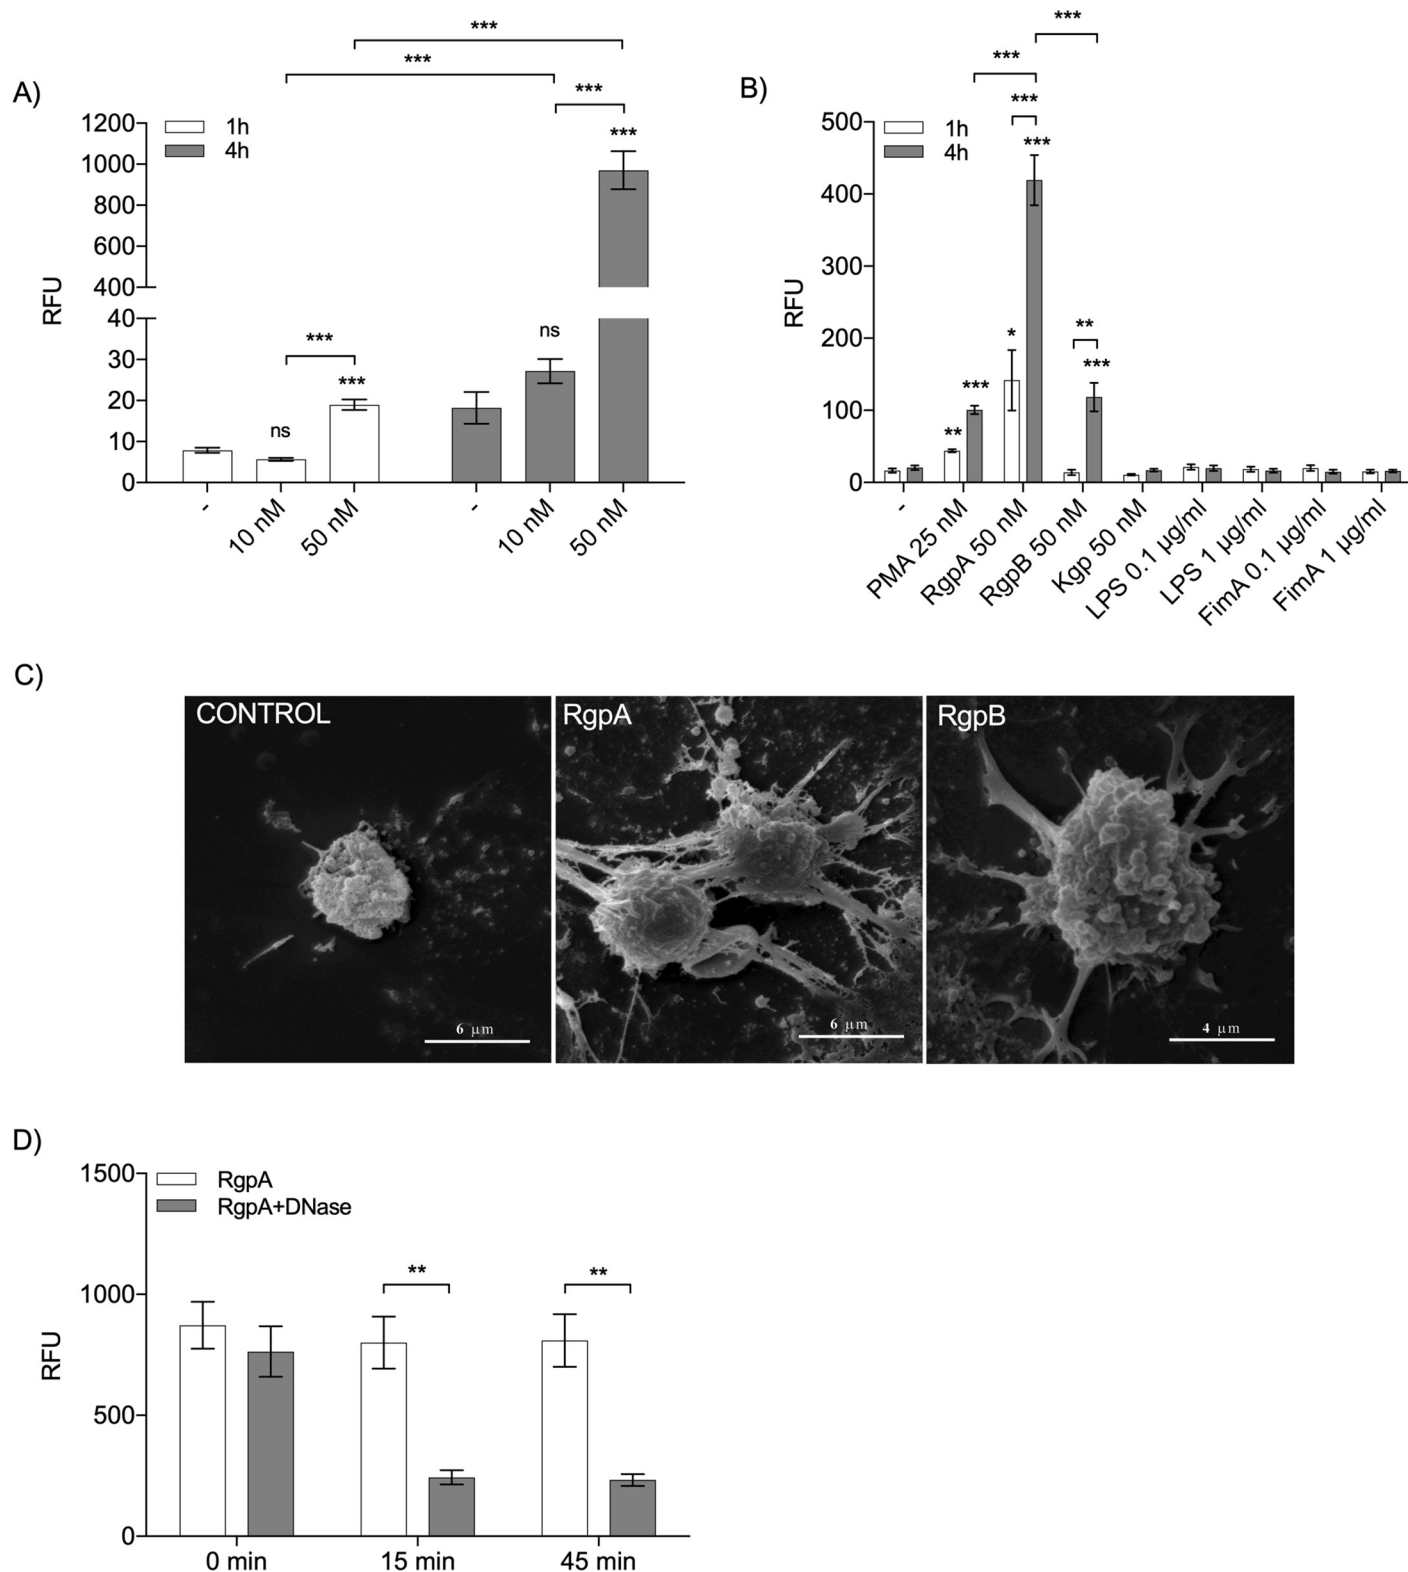 A)
***
***
***
***
1h
4h
1200
1000
800
600
400
40
30
20
10
0
RFU
ns
***
***
ns
-
10 nM
50 nM
-
10 nM
50 nM
B)
***
***
***
***
1h
4h
500
400
300
200
100
0
RFU
**
***
*
**
***
-
PMA 25 nM
RgpA 50 nM
RgpB 50 nM
Kgp 50 nM
LPS 0.1 µg/ml
LPS 1 µg/ml
FimA 0.1 µg/ml
FimA 1 µg/ml
C)
CONTROL
6 µm
RgpA
6 µm
RgpB
4 µm
D)
RgpA
RgpA+DNase
1500
1000
500
0
RFU
**
**
0 min
15 min
45 min